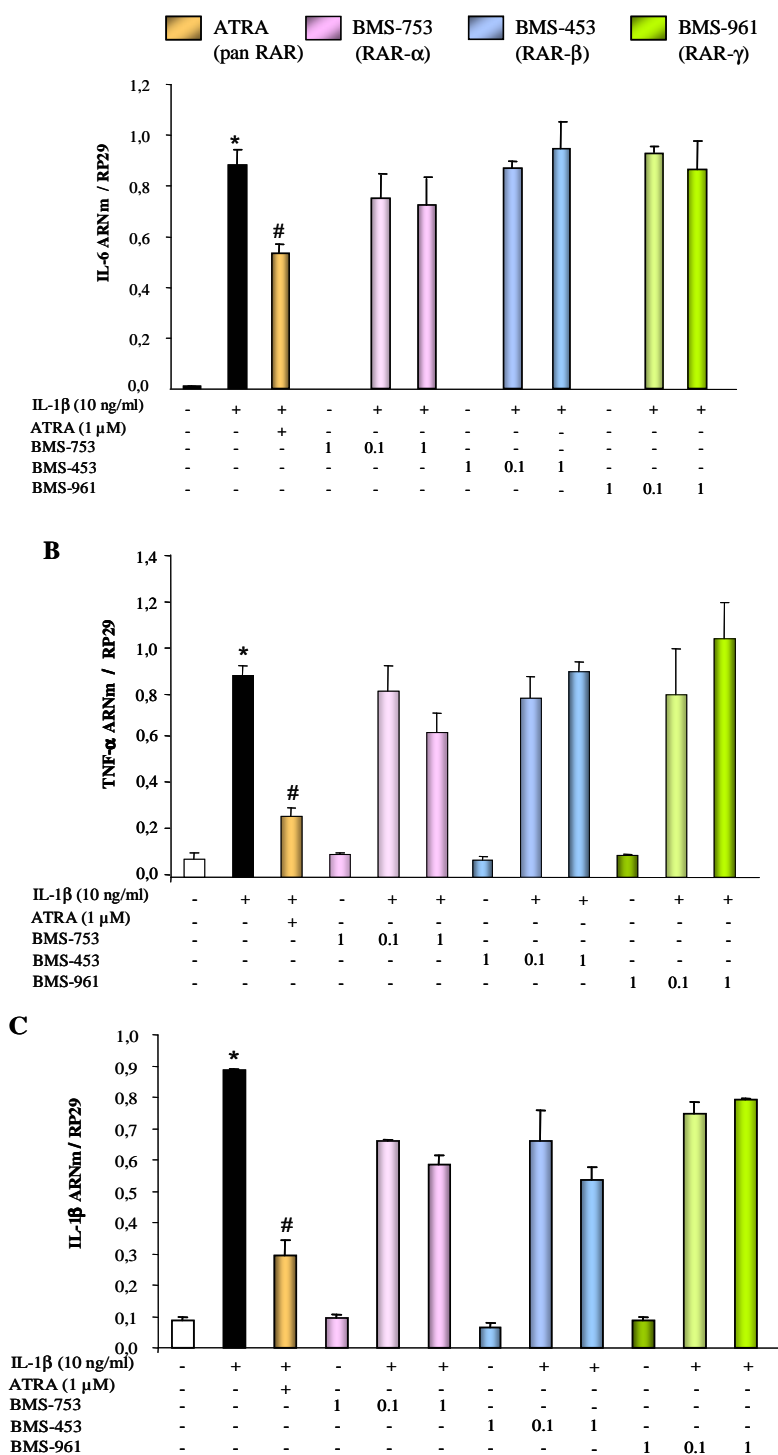 ATRA BMS-753 BMS-453 BMS-961
(pan RAR) (RAR-α) (RAR-β) (RAR-γ)
IL-6 ARNm / RP29
1,2
1,0
*
0,8
0,6
#
0,4
0,2
0,0
IL-1β (10 ng/ml) - + + - + + - + + - + +
ATRA (1 µM) - - + - - - - - - - - -
BMS-753 - - - 1 0.1 1 - - - - - -
BMS-453 - - - - - - 1 0.1 1 - - -
BMS-961 - - - - - - - - - 1 0.1 1
B
TNF-α ARNm / RP29
1,4
1,2
1,0
*
0,8
0,6
0,4
#
0,2
0,0
IL-1β (10 ng/ml) - + + - + + - + + - + +
ATRA (1 µM) - - + - - - - - - - - -
BMS-753 - - - 1 0.1 1 - - - - - -
BMS-453 - - - - - - 1 0.1 1 - - -
BMS-961 - - - - - - - - - 1 0.1 1
C
IL-1β ARNm / RP29
1,0
*
0,9
0,8
0,7
0,6
0,5
0,4
#
0,3
0,2
0,1
0,0
IL-1β (10 ng/ml) - + + - + + - + + - + +
ATRA (1 µM) - - + - - - - - - - - -
BMS-753 - - - 1 0.1 1 - - - - - -
BMS-453 - - - - - - 1 0.1 1 - - -
BMS-961 - - - - - - - - - 1 0.1 1